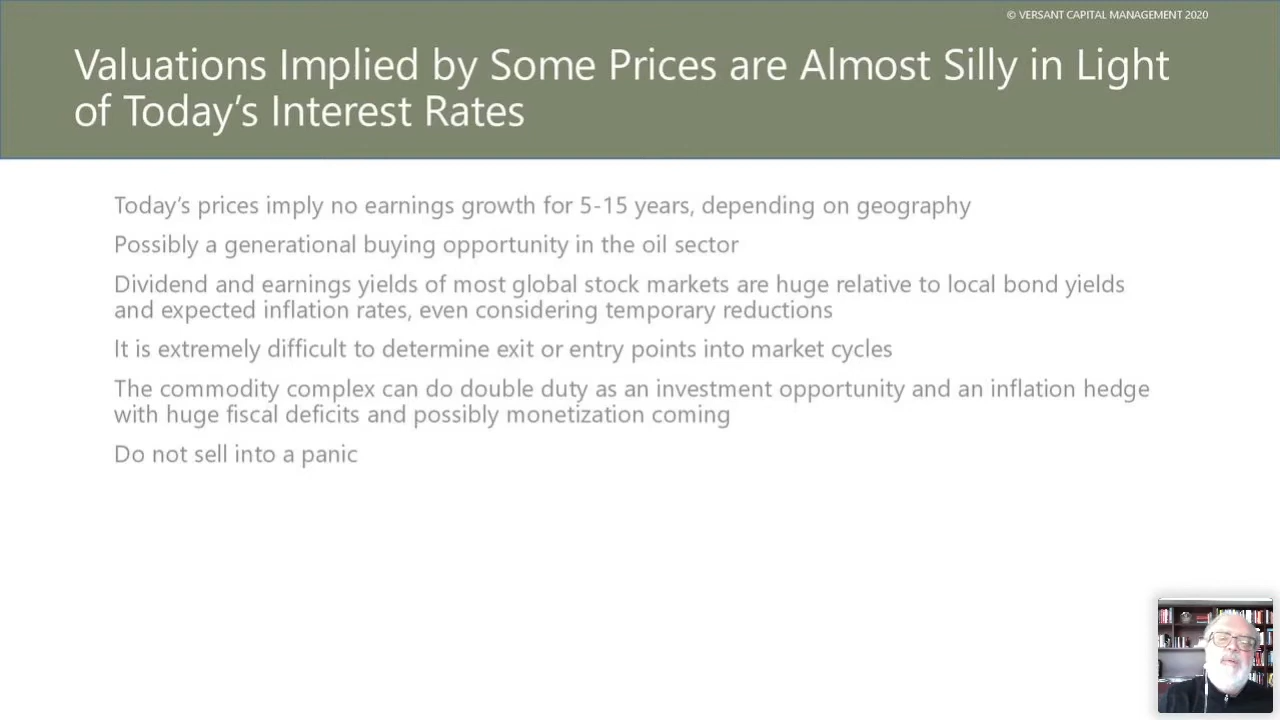 © VERSANT CAPITAL MANAGEMENT 2020
Valuations Implied by Some Prices are Almost Silly in Light
of Today's Interest Rates
Today's prices imply no earnings growth for 5-15 years, depending on geography
Possibly a generational buying opportunity in the oil sector
Dividend and earnings yields of most global stock markets are huge relative to local bond yields
and expected inflation rates, even considering temporary reductions
It is extremely difficult to determine exit or entry points into market cycles
The commodity complex can do double duty as an investment opportunity and an inflation hedge
with huge fiscal deficits and possibly monetization coming
Do not sell into a panic